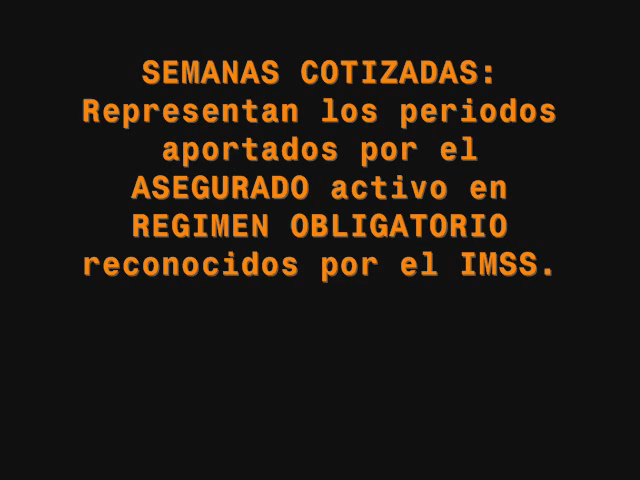 SEMANAS COTIZADAS:
Representan los periodos
aportados por el
ASEGURADO activo en
REGIMEN OBLIGATORIO
reconocidos por el IMSS.